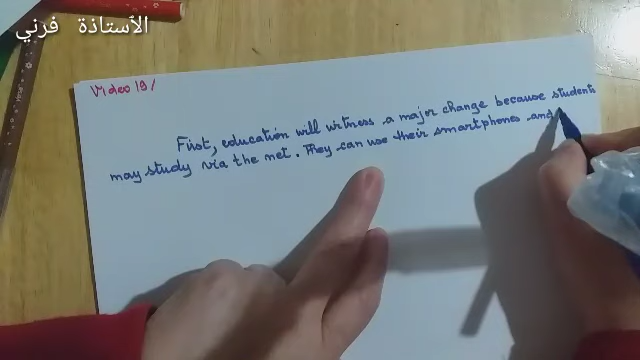 الأستاذة فرني
Video 19/
First, education will witness a major change because students
may study via the net. They can use their smartphones and